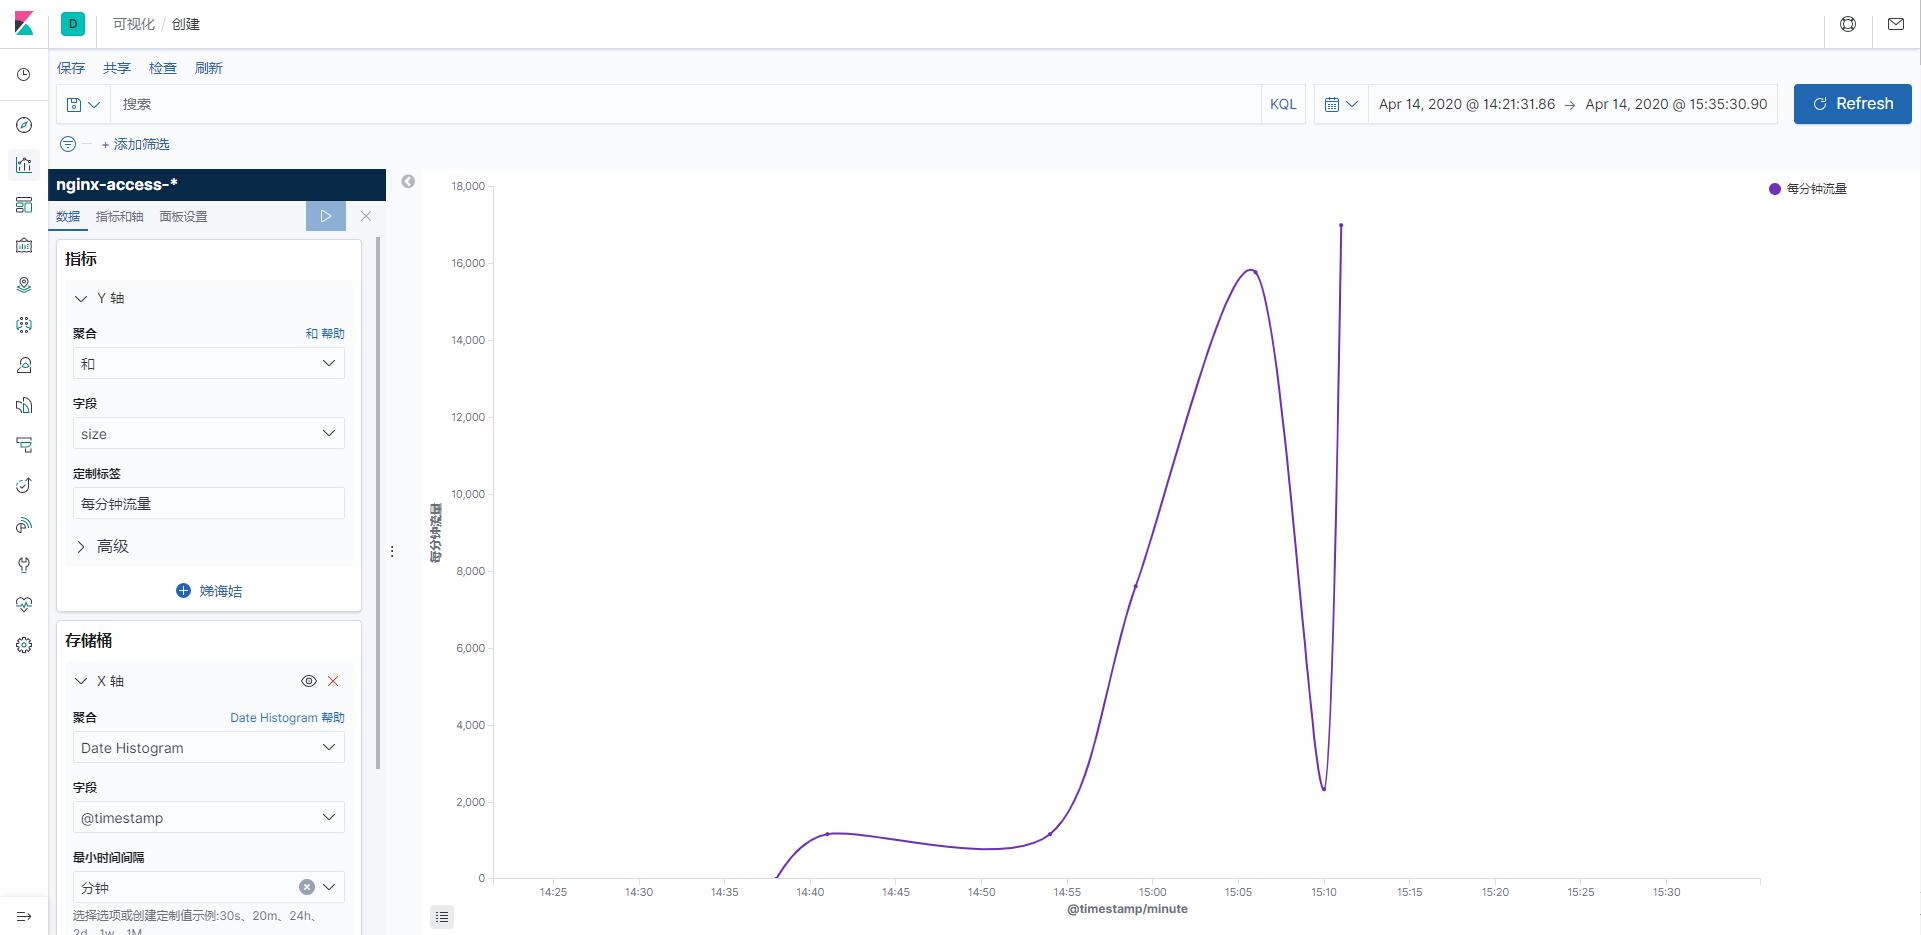 D 可视化 / 创建
保存 共享 检查 刷新
搜索 KQL Apr 14, 2020 @ 14:21:31.86 → Apr 14, 2020 @ 15:35:30.90 Refresh
+ 添加筛选
nginx-access-*
数据 指标和轴 面板设置
指标
Y 轴
聚合 和 帮助
和
字段
size
定制标签
每分钟流量
高级
存储桶
X 轴
聚合 Date Histogram 帮助
Date Histogram
字段
@timestamp
最小时间间隔
分钟
选择选项或创建定制值示例:30s、20m、24h、
2d、1w、1M
每分钟流量
18,000
16,000
14,000
12,000
10,000
8,000
6,000
4,000
2,000
0
14:25 14:30 14:35 14:40 14:45 14:50 14:55 15:00 15:05 15:10 15:15 15:20 15:25 15:30
@timestamp/minute
每分钟流量